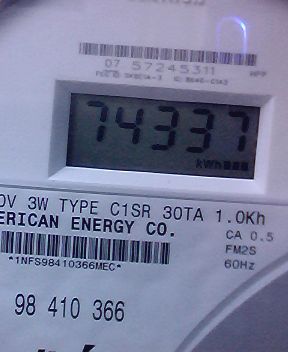 07 57245311
74337
kWh
0V 3W TYPE C1SR 30TA 1.0Kh
ERICAN ENERGY CO.
CA 0.5
FM2S
*1NFS98410366MEC*
60Hz
98 410 366